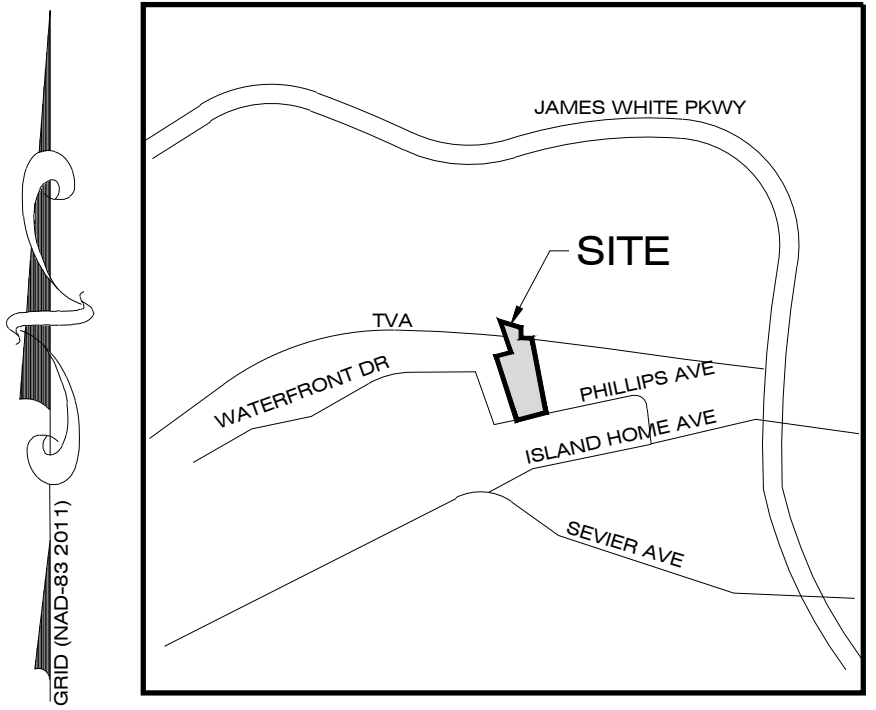 JAMES WHITE PKWY
SITE
TVA
WATERFRONT DR
PHILLIPS AVE
ISLAND HOME AVE
SEVIER AVE
GRID (NAD-83 2011)